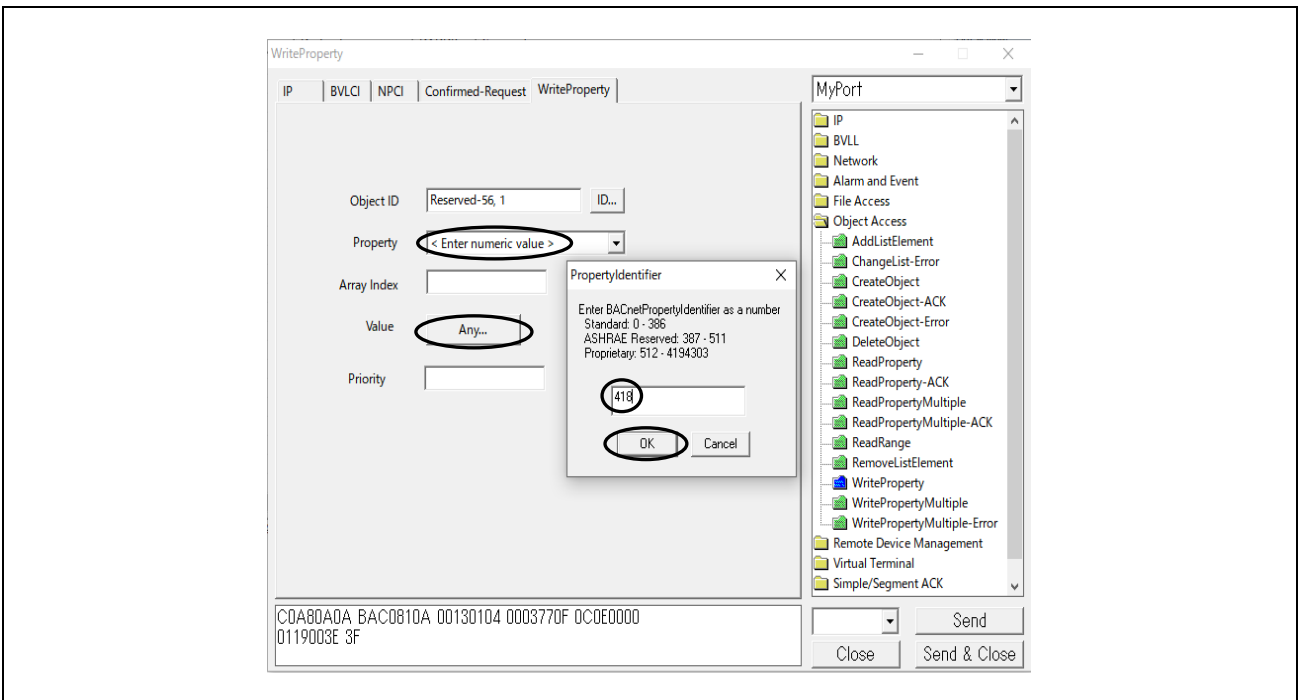 WriteProperty
IP BVLCI NPCI Confirmed-Request WriteProperty
Object ID Reserved-56, 1 ID...
Property < Enter numeric value >
Array Index
Value Any...
Priority
PropertyIdentifier
Enter BACnetPropertyIdentifier as a number
Standard: 0 - 386
ASHRAE Reserved: 387 - 511
Proprietary: 512 - 4194303
418
OK Cancel
MyPort
IP
BVLL
Network
Alarm and Event
File Access
Object Access
AddListElement
ChangeList-Error
CreateObject
CreateObject-ACK
CreateObject-Error
DeleteObject
ReadProperty
ReadProperty-ACK
ReadPropertyMultiple
ReadPropertyMultiple-ACK
ReadRange
RemoveListElement
WriteProperty
WritePropertyMultiple
WritePropertyMultiple-Error
Remote Device Management
Virtual Terminal
Simple/Segment ACK
C0A80A0A BAC0810A 00130104 0003770F 0C0E0000
0119003E 3F
Send
Close Send & Close